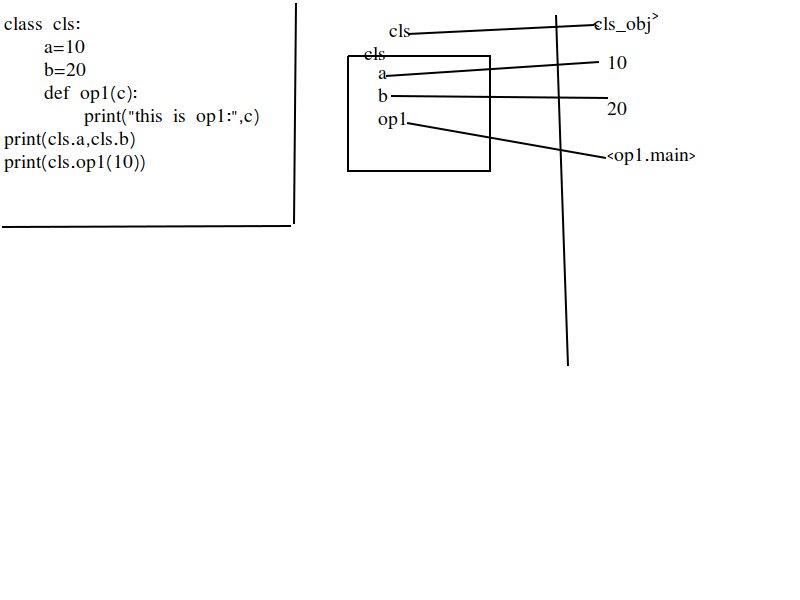 class cls:
a=10
b=20
def op1(c):
print("this is op1:",c)
print(cls.a,cls.b)
print(cls.op1(10))
cls
cls_obj>
cls
a
10
b
20
op1
<op1.main>